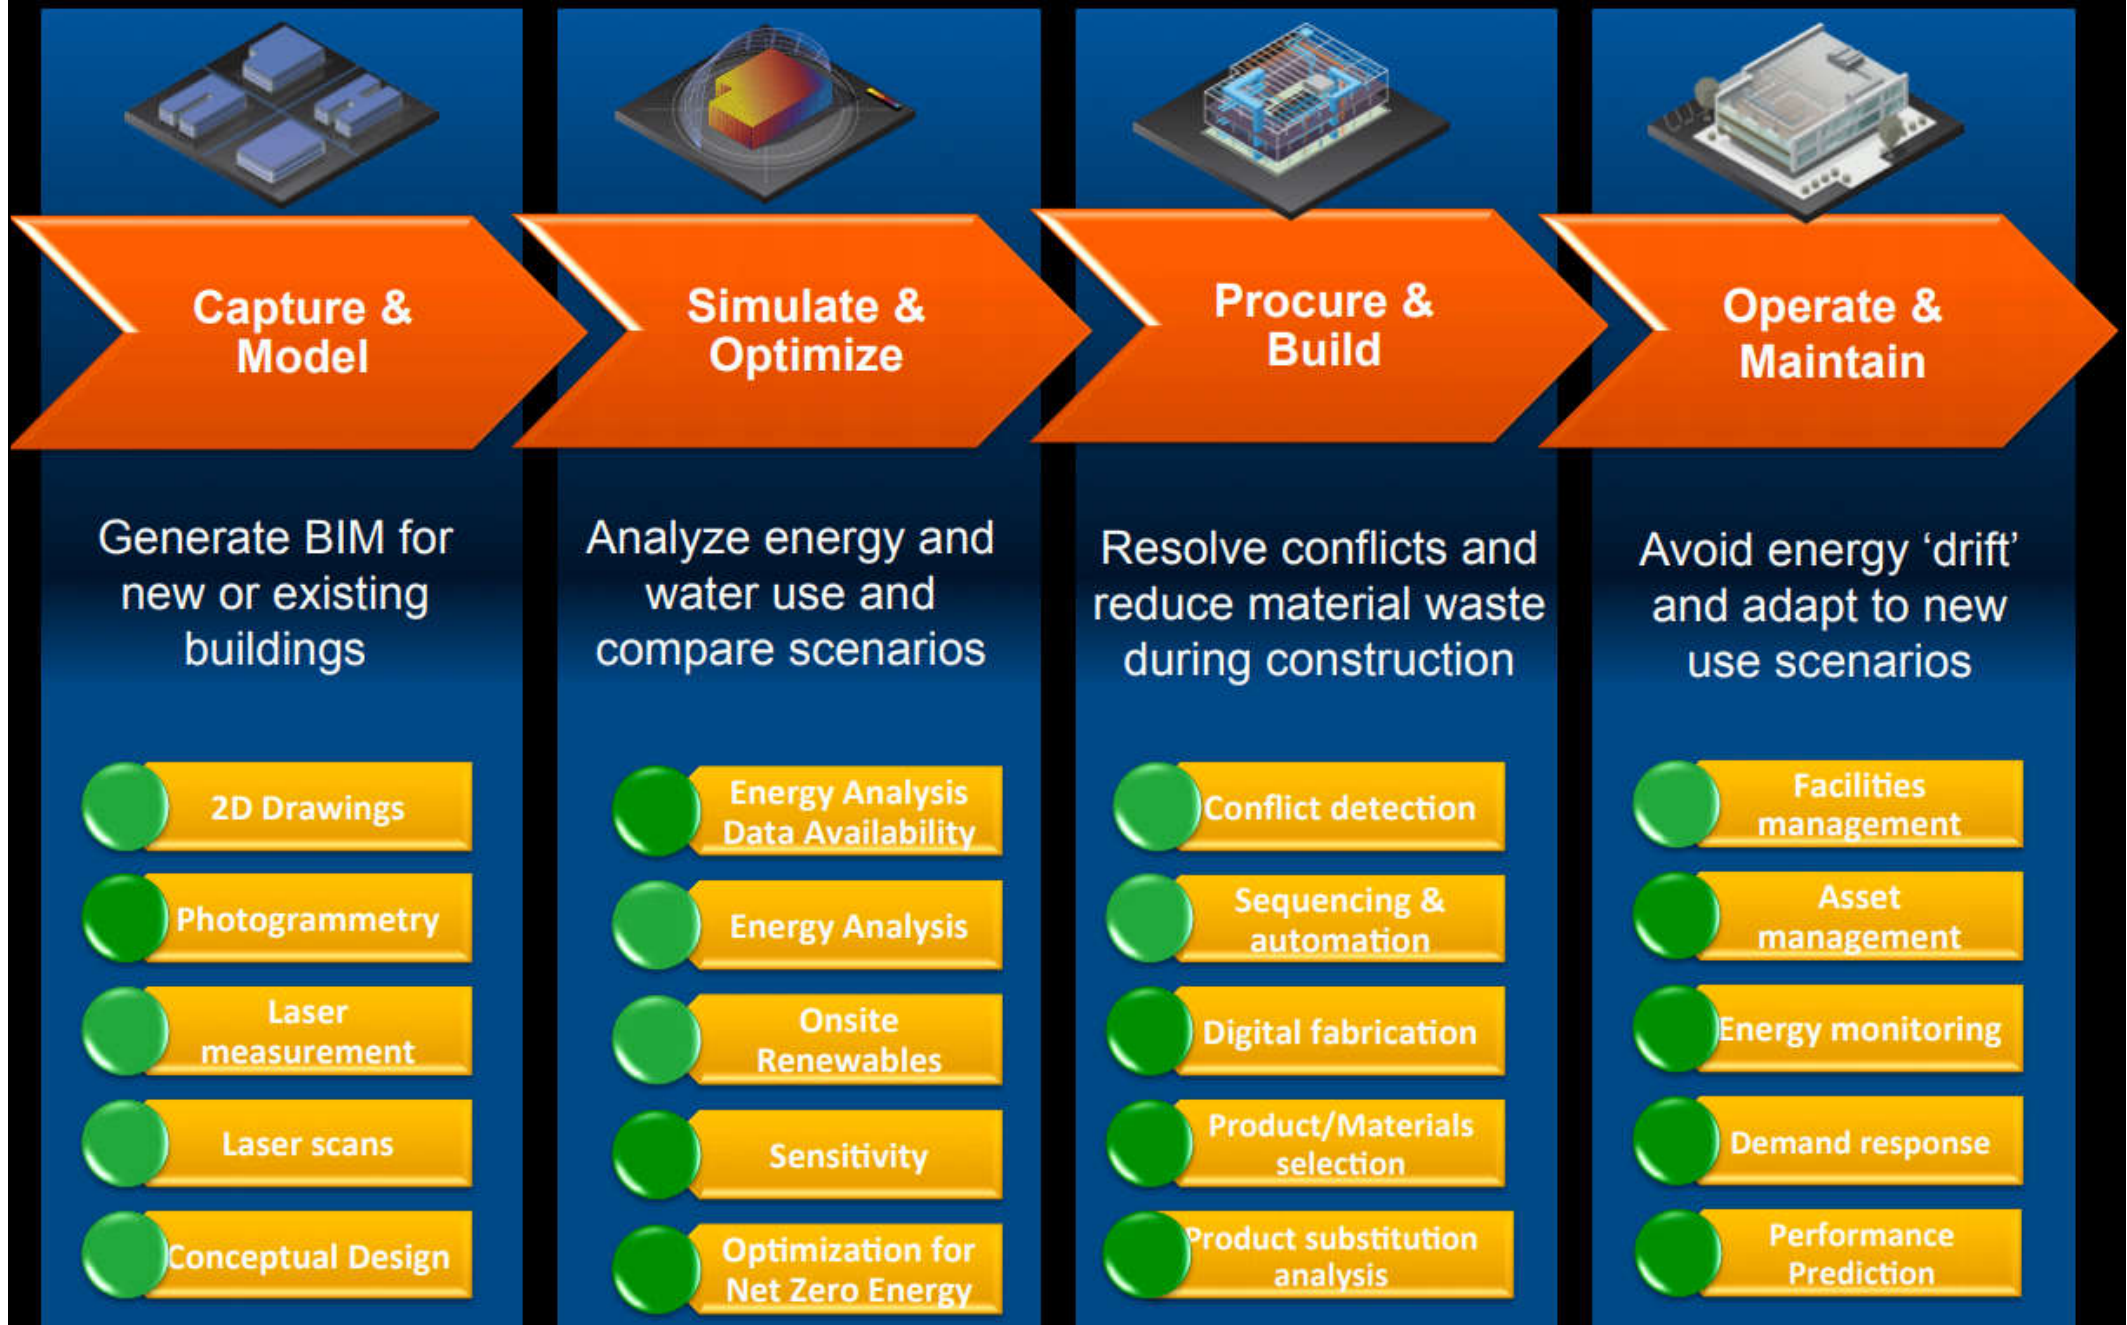 Capture &
Model
Simulate &
Optimize
Procure &
Build
Operate &
Maintain
Generate BIM for
new or existing
buildings
Analyze energy and
water use and
compare scenarios
Resolve conflicts and
reduce material waste
during construction
Avoid energy ‘drift’
and adapt to new
use scenarios
2D Drawings
Photogrammetry
Laser
measurement
Laser scans
Conceptual Design
Energy Analysis
Data Availability
Energy Analysis
Onsite
Renewables
Sensitivity
Optimization for
Net Zero Energy
Conflict detection
Sequencing &
automation
Digital fabrication
Product/Materials
selection
Product substitution
analysis
Facilities
management
Asset
management
Energy monitoring
Demand response
Performance
Prediction